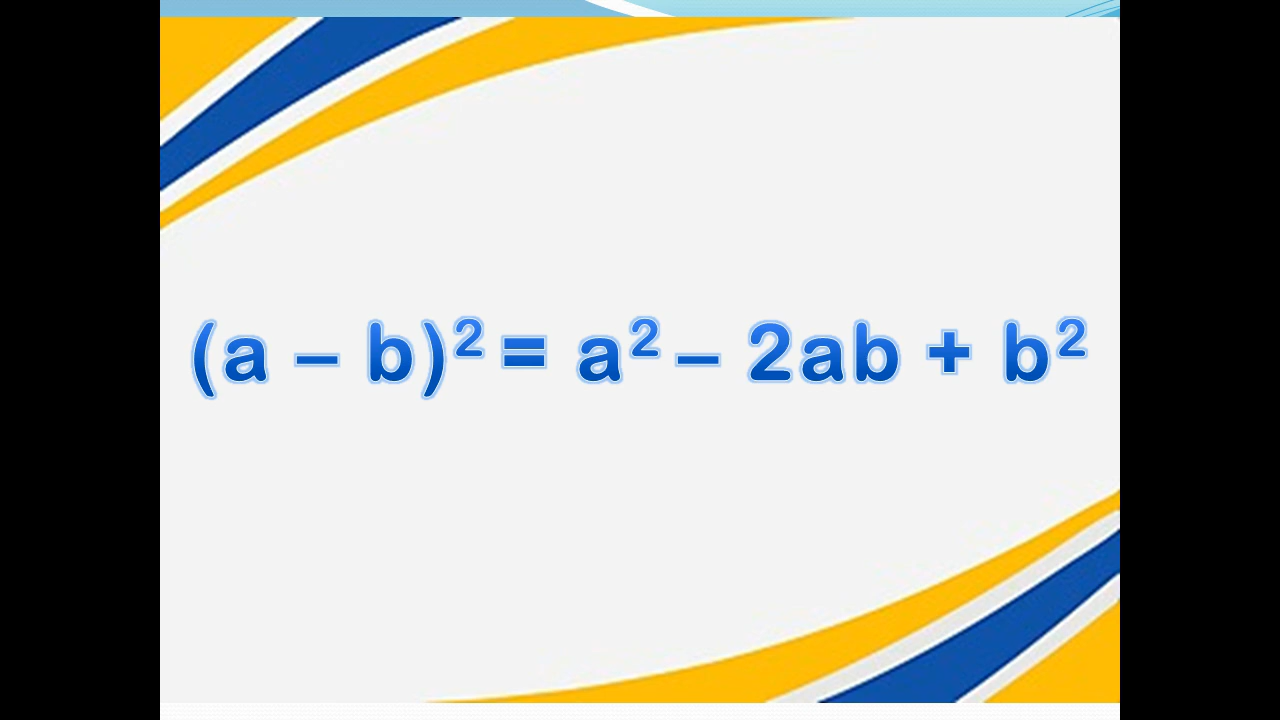 (a – b)² = a² – 2ab + b²